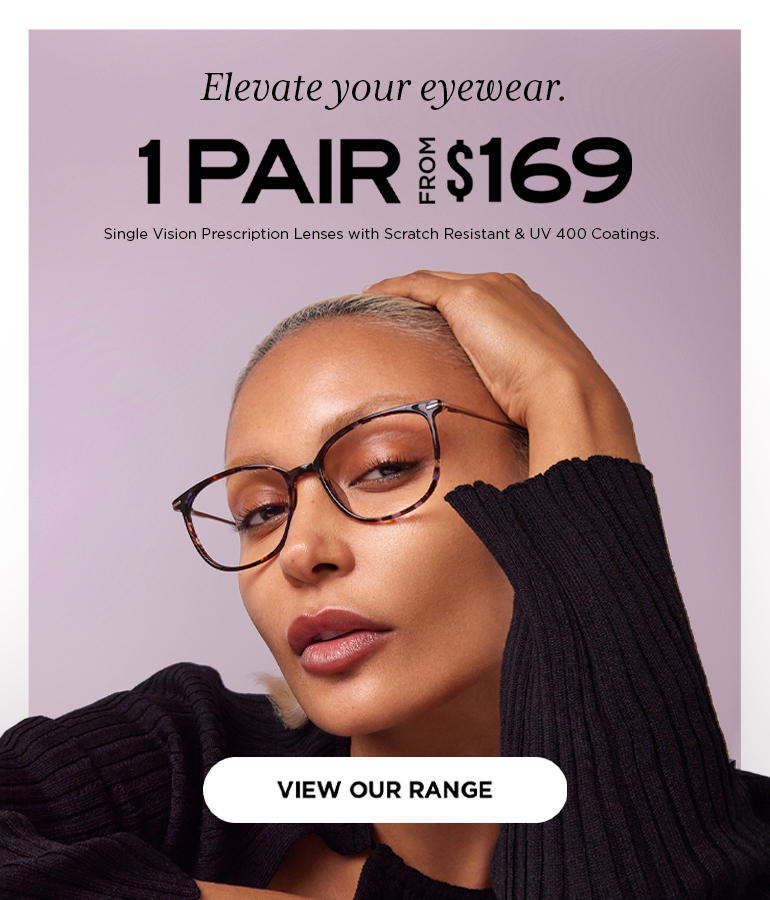 Elevate your eyewear.
1 PAIR FROM $169
Single Vision Prescription Lenses with Scratch Resistant & UV 400 Coatings.
VIEW OUR RANGE